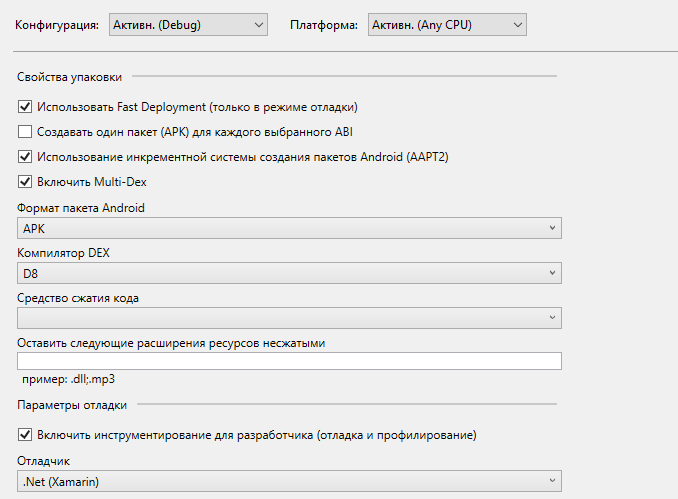 Конфигурация: Активн. (Debug) Платформа: Активн. (Any CPU)
Свойства упаковки
Использовать Fast Deployment (только в режиме отладки)
Создавать один пакет (APK) для каждого выбранного ABI
Использование инкрементной системы создания пакетов Android (AAPT2)
Включить Multi-Dex
Формат пакета Android
APK
Компилятор DEX
D8
Средство сжатия кода
Оставить следующие расширения ресурсов несжатыми
пример: .dll;.mp3
Параметры отладки
Включить инструментирование для разработчика (отладка и профилирование)
Отладчик
.Net (Xamarin)